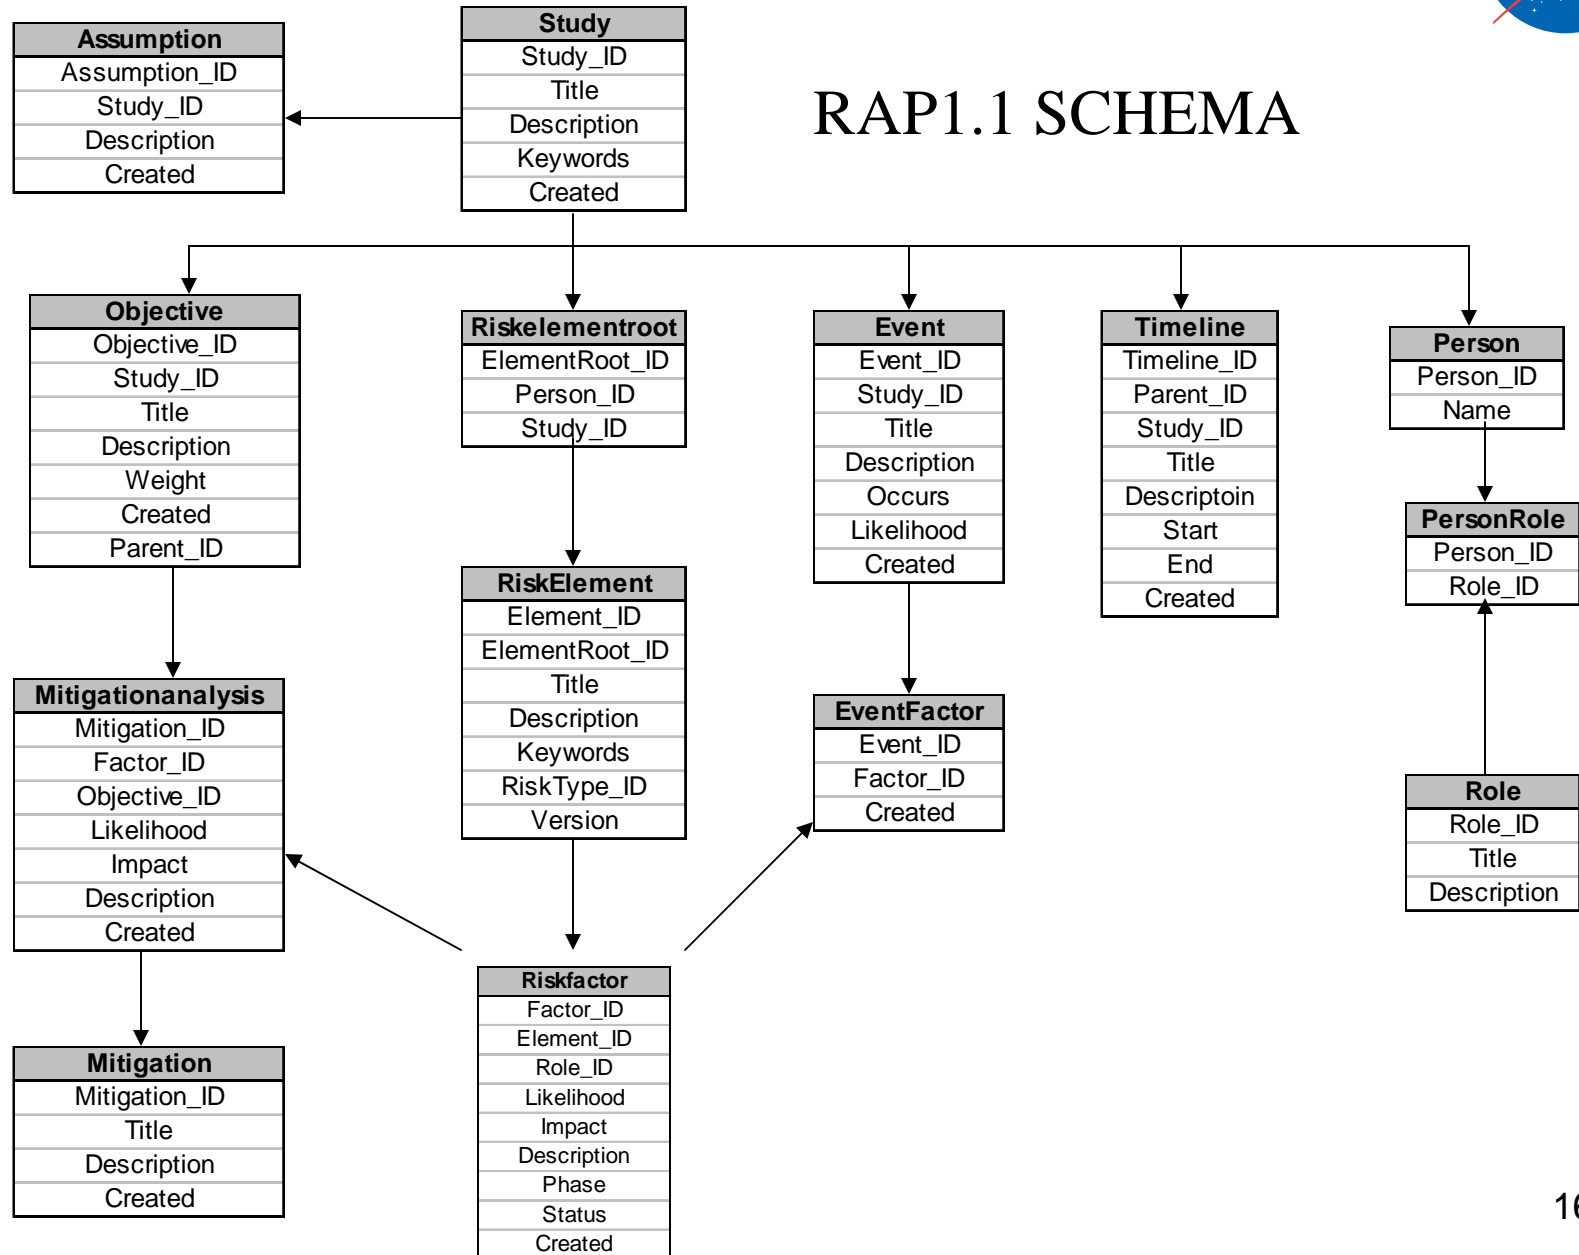 Assumption
Assumption_ID
Study_ID
Description
Created
Study
Study_ID
Title
Description
Keywords
Created
RAP1.1 SCHEMA
Objective
Objective_ID
Study_ID
Title
Description
Weight
Created
Parent_ID
Riskelementroot
ElementRoot_ID
Person_ID
Study_ID
Event
Event_ID
Study_ID
Title
Description
Occurs
Likelihood
Created
Timeline
Timeline_ID
Parent_ID
Study_ID
Title
Descriptoin
Start
End
Created
Person
Person_ID
Name
PersonRole
Person_ID
Role_ID
RiskElement
Element_ID
ElementRoot_ID
Title
Description
Keywords
RiskType_ID
Version
Mitigationanalysis
Mitigation_ID
Factor_ID
Objective_ID
Likelihood
Impact
Description
Created
EventFactor
Event_ID
Factor_ID
Created
Role
Role_ID
Title
Description
Riskfactor
Factor_ID
Element_ID
Role_ID
Likelihood
Impact
Description
Phase
Status
Created
Mitigation
Mitigation_ID
Title
Description
Created
16